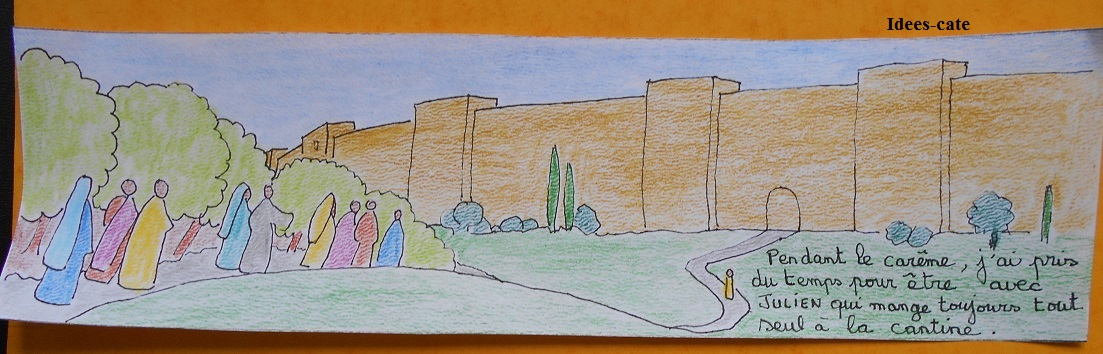 Idees-cate
Pendant le carême, j'ai pris
du temps pour être avec
JULIEN qui mange toujours tout
seul à la cantine.